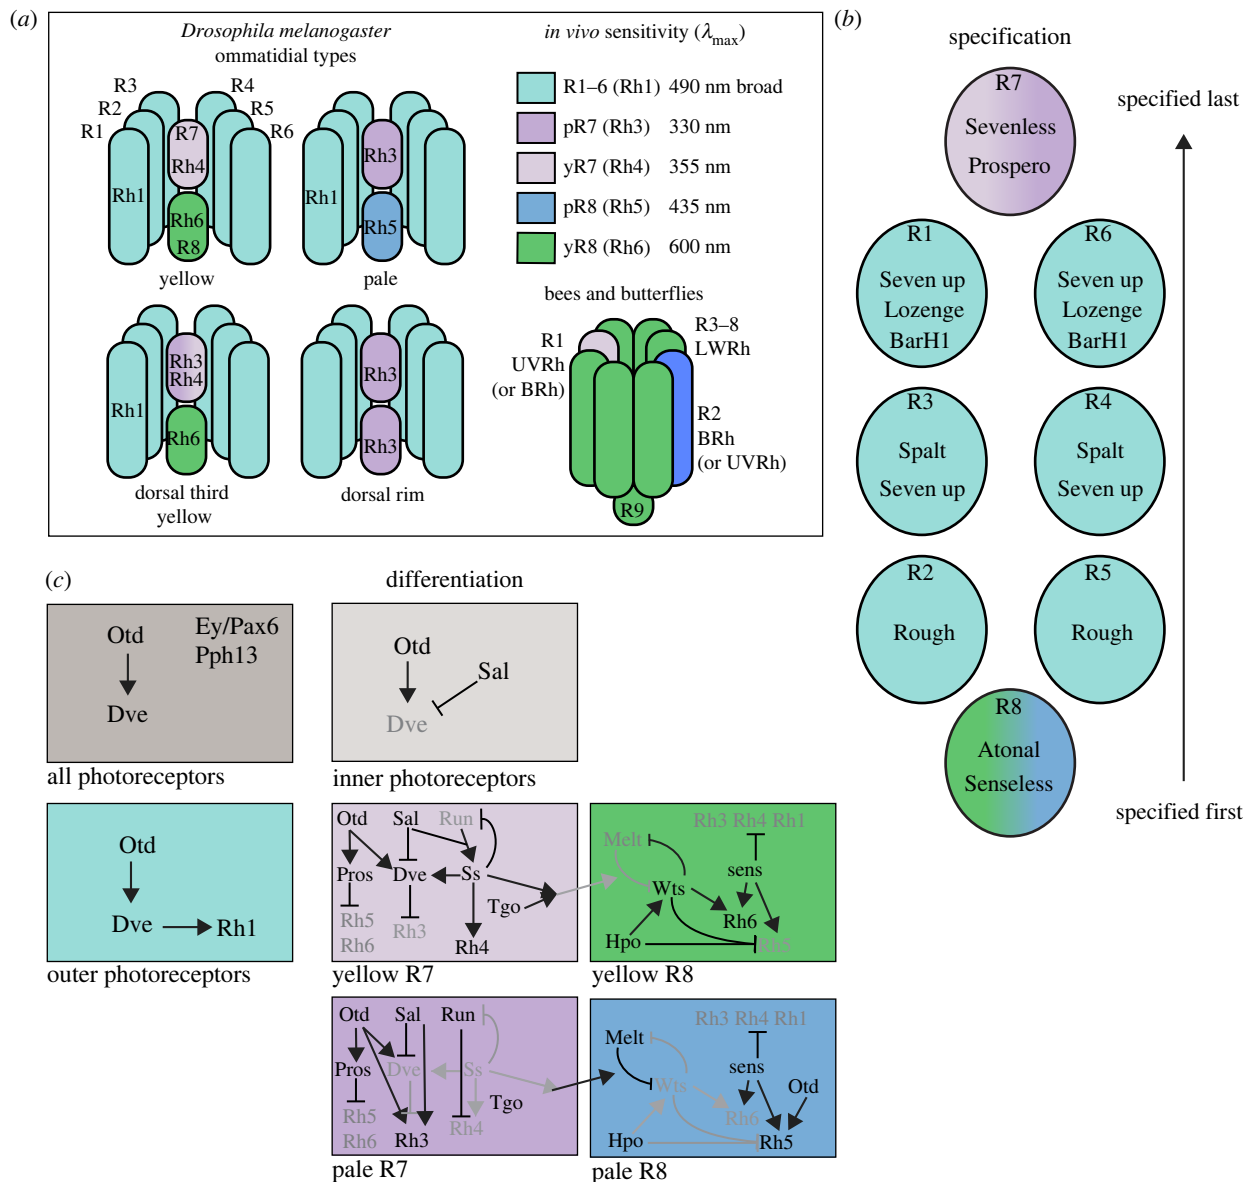 (a)
Drosophila melanogaster
ommatidial types
R3
R2
R1
R4
R5
R6
R7
Rh4
Rh1
Rh6
R8
yellow
Rh3
Rh1
Rh5
pale
Rh3
Rh4
Rh1
Rh6
dorsal third
yellow
Rh3
Rh3
dorsal rim
in vivo sensitivity (λmax)
R1–6 (Rh1) 490 nm broad
pR7 (Rh3) 330 nm
yR7 (Rh4) 355 nm
pR8 (Rh5) 435 nm
yR8 (Rh6) 600 nm
bees and butterflies
R1
UVRh
(or BRh)
R3–8
LWRh
R2
BRh
(or UVRh)
R9
(b)
specification
R7
Sevenless
Prospero
specified last
R1
Seven up
Lozenge
BarH1
R6
Seven up
Lozenge
BarH1
R3
Spalt
Seven up
R4
Spalt
Seven up
R2
Rough
R5
Rough
R8
Atonal
Senseless
specified first
(c)
differentiation
Otd
Ey/Pax6
Pph13
Dve
all photoreceptors
Otd
Sal
Dve
inner photoreceptors
Otd
Dve
Rh1
outer photoreceptors
Otd Sal Run
Pros Dve Ss
Rh5
Rh6
Rh3
Tgo
Rh4
yellow R7
Rh3 Rh4 Rh1
Melt
sens
Wts
Rh6
Hpo
Rh5
yellow R8
Otd Sal Run
Pros Dve Ss
Rh5
Rh6
Rh3
Tgo
Rh4
pale R7
Rh3 Rh4 Rh1
Melt
sens
Otd
Wts
Rh6
Hpo
Rh5
pale R8